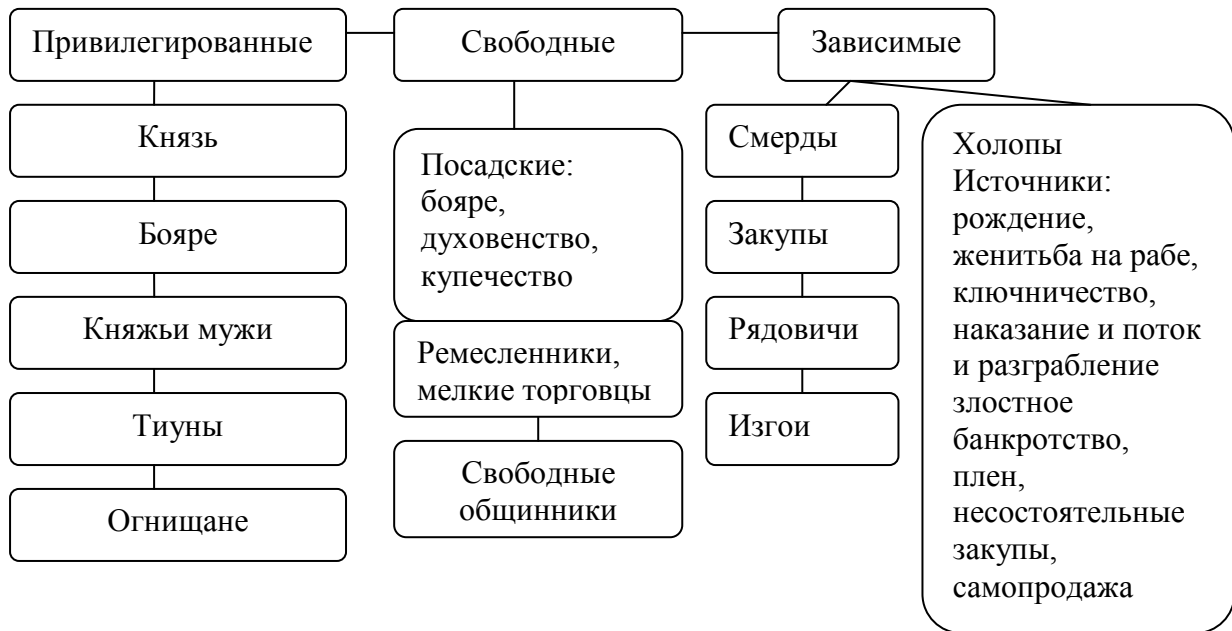 Привилегированные
Свободные
Зависимые
Князь
Бояре
Княжьи мужи
Тиуны
Огнищане
Посадские:
бояре,
духовенство,
купечество
Ремесленники,
мелкие торговцы
Свободные
общинники
Смерды
Закупы
Рядовичи
Изгои
Холопы
Источники:
рождение,
женитьба на рабе,
ключничество,
наказание и поток
и разграбление
злостное
банкротство,
плен,
несостоятельные
закупы,
самопродажа